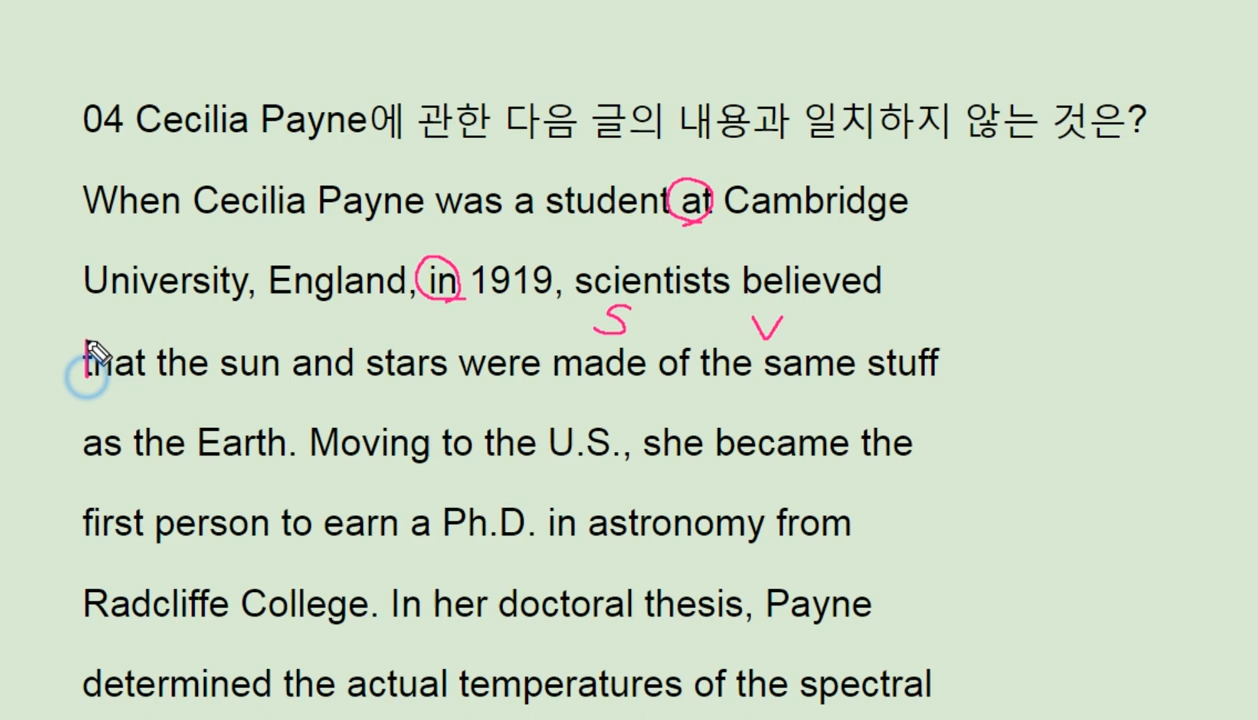 04 Cecilia Payne에 관한 다음 글의 내용과 일치하지 않는 것은?
When Cecilia Payne was a student at Cambridge
University, England, in 1919, scientists believed
S V
that the sun and stars were made of the same stuff
as the Earth. Moving to the U.S., she became the
first person to earn a Ph.D. in astronomy from
Radcliffe College. In her doctoral thesis, Payne
determined the actual temperatures of the spectral